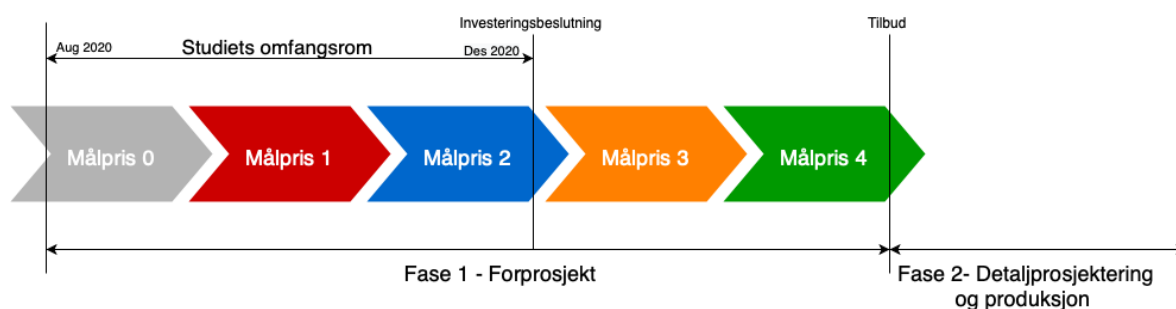 Investeringsbeslutning
Tilbud
Aug 2020
Studiets omfangsrom
Des 2020
Målpris 0
Målpris 1
Målpris 2
Målpris 3
Målpris 4
Fase 1 - Forprosjekt
Fase 2- Detaljprosjektering
og produksjon